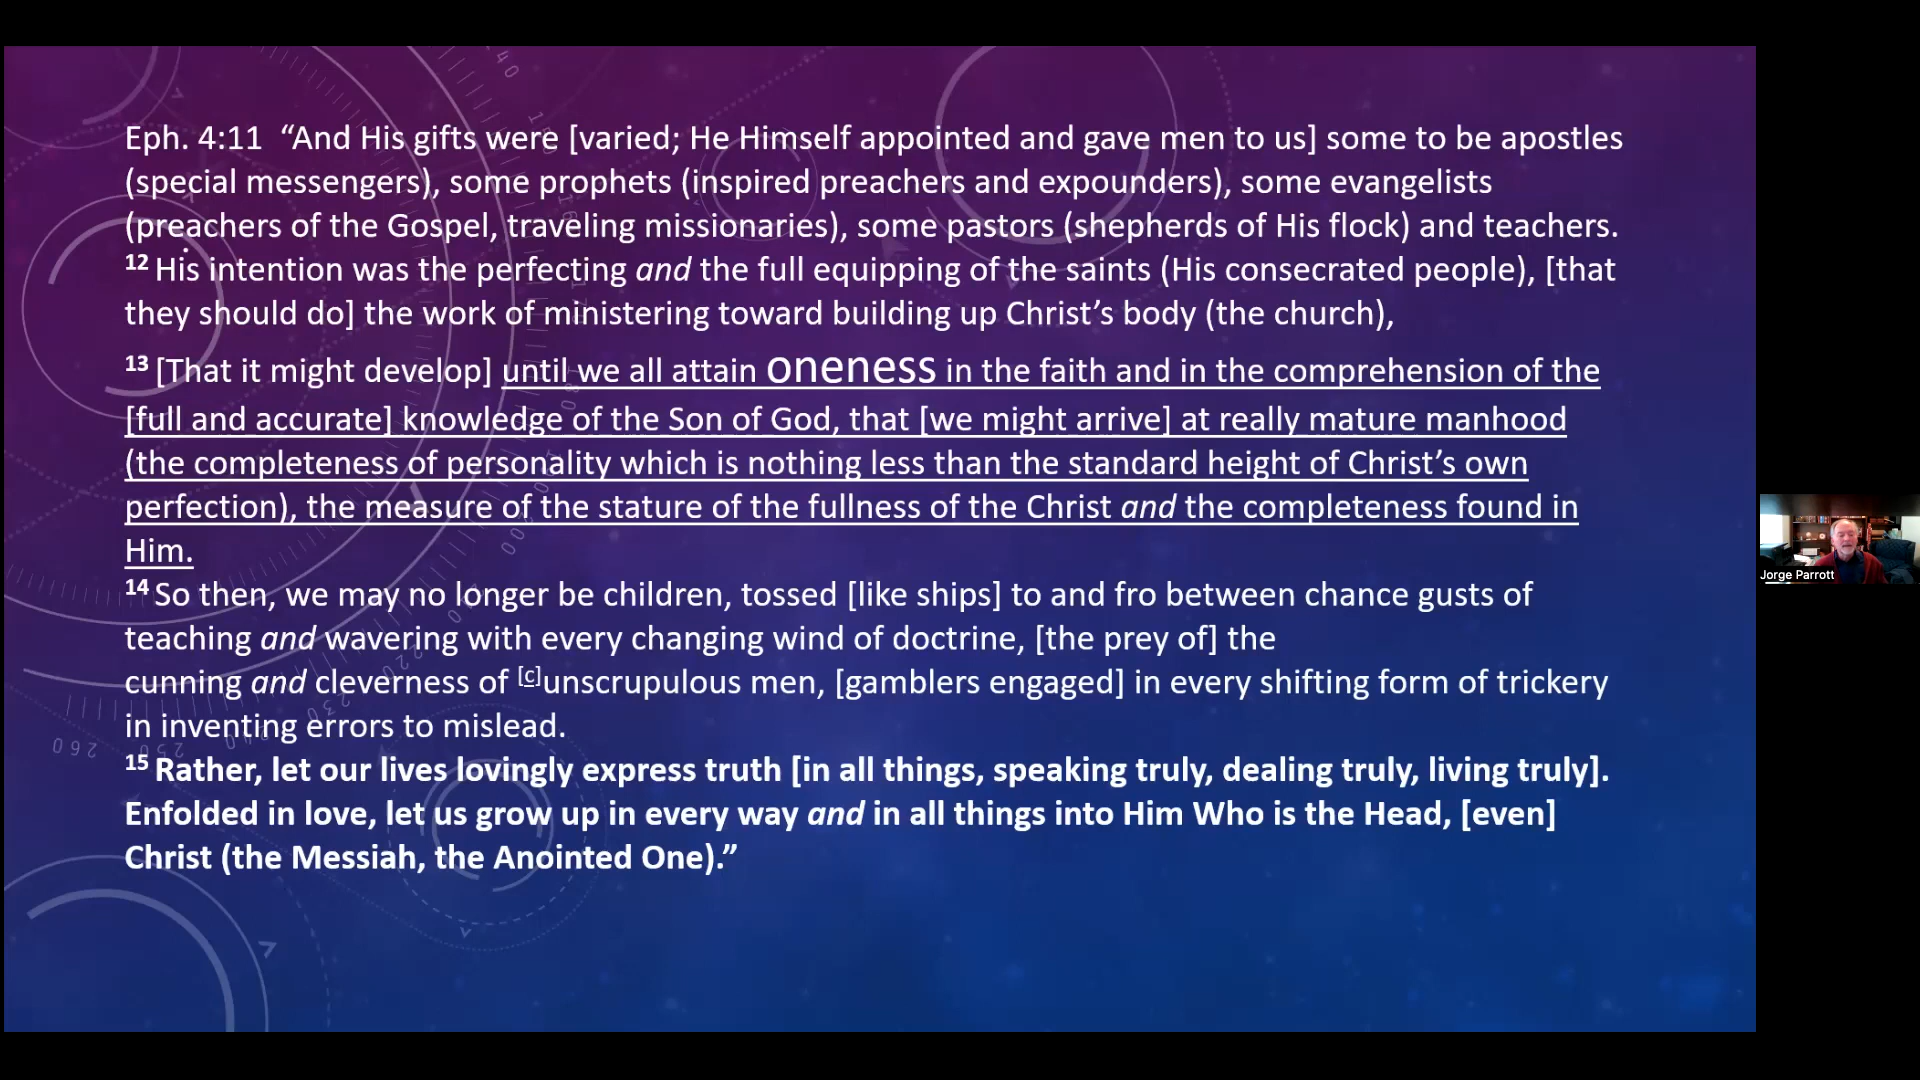 Eph. 4:11 “And His gifts were [varied; He Himself appointed and gave men to us] some to be apostles
(special messengers), some prophets (inspired preachers and expounders), some evangelists
(preachers of the Gospel, traveling missionaries), some pastors (shepherds of His flock) and teachers.
12 His intention was the perfecting and the full equipping of the saints (His consecrated people), [that
they should do] the work of ministering toward building up Christ’s body (the church),
13 [That it might develop] until we all attain oneness in the faith and in the comprehension of the
[full and accurate] knowledge of the Son of God, that [we might arrive] at really mature manhood
(the completeness of personality which is nothing less than the standard height of Christ’s own
perfection), the measure of the stature of the fullness of the Christ and the completeness found in
Him.
14 So then, we may no longer be children, tossed [like ships] to and fro between chance gusts of
teaching and wavering with every changing wind of doctrine, [the prey of] the
cunning and cleverness of [c]unscrupulous men, [gamblers engaged] in every shifting form of trickery
in inventing errors to mislead.
15 Rather, let our lives lovingly express truth [in all things, speaking truly, dealing truly, living truly].
Enfolded in love, let us grow up in every way and in all things into Him Who is the Head, [even]
Christ (the Messiah, the Anointed One).”
Jorge Parrott
260
250
240
230
220